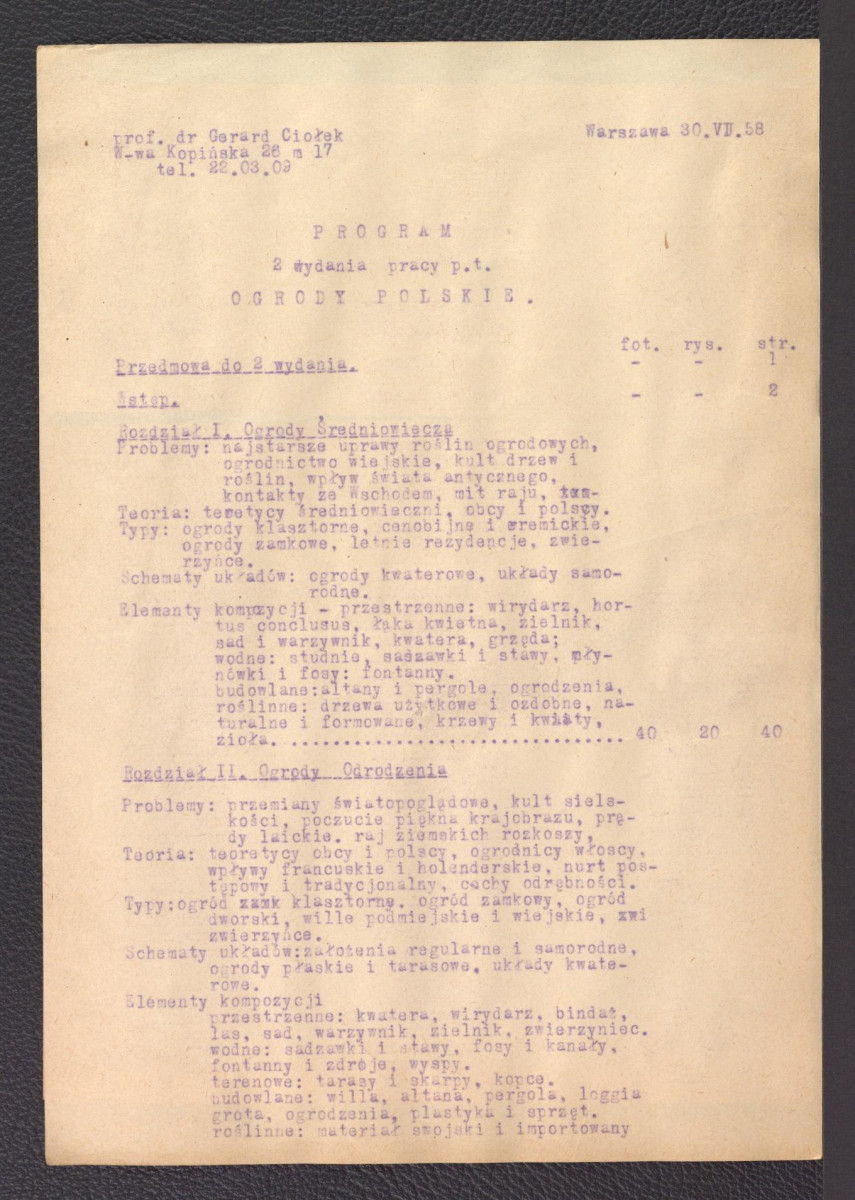 prof. dr Gerard Ciołek
W-wa Kopińska 26 m 17
tel. 22.03.09
Warszawa 30.VII.58
PROGRAM
2 wydania pracy p.t.
OGRODY POLSKIE.
fot. rys. str.
Przedmowa do 2 wydania. - - 1
Wstęp. - - 2
Rozdział I. Ogrody Średniowiecza
Problemy: najstarsze uprawy roślin ogrodowych,
ogrodnictwo wiejskie, kult drzew i
roślin, wpływ świata antycznego,
kontakty ze Wschodem, mit raju,
Teoria: teretycy średniowieczni, obcy i polscy.
Typy: ogrody klasztorne, cenobijne i eremickie,
ogrody zamkowe, letnie rezydencje, zwie-
rzyńce.
Schematy układów: ogrody kwaterowe, układy samo-
rodne.
Elementy kompozycji - przestrzenne: wirydarz, hor-
tus conclusus, łąka kwietna, zielnik,
sad i warzywnik, kwatera, grzęda;
wodne: studnie, sadzawki i stawy, pły-
nówki i fosy: fontanny.
budowlane:altany i pergole, ogrodzenia,
roślinne: drzewa użytkowe i ozdobne, na-
turalne i formowane, krzewy i kwiaty,
zioła. ................................ 40 20 40
Rozdział II. Ogrody Odrodzenia
Problemy: przemiany światopoglądowe, kult siels-
kości, poczucie piękna krajobrazu, prę-
dy laickie. raj ziemskich rozkoszy,
Teoria: teoretycy obcy i polscy, ogrodnicy włoscy,
wpływy francuskie i holenderskie, nurt pos-
tępowy i tradycjonalny, cechy odrębności.
Typy:ogród zamk klasztorne. ogród zamkowy, ogród
dworski, wille podmiejskie i wiejskie, zwi
zwierzyńce.
Schematy układów:założenia regularne i samorodne,
ogrody płaskie i tarasowe, układy kwate-
rowe.
Elementy kompozycji
przestrzenne: kwatera, wirydarz, bindaż,
las, sad, warzywnik, zielnik, zwierzyniec.
wodne: sadzawki i stawy, fosy i kanały,
fontanny i zdroje, wyspy.
terenowe: tarasy i skarpy, kopce.
budowlane: willa, altana, pergola, loggia
grota, ogrodzenia, plastyka i sprzęt.
roślinne: materiał swojski i importowany